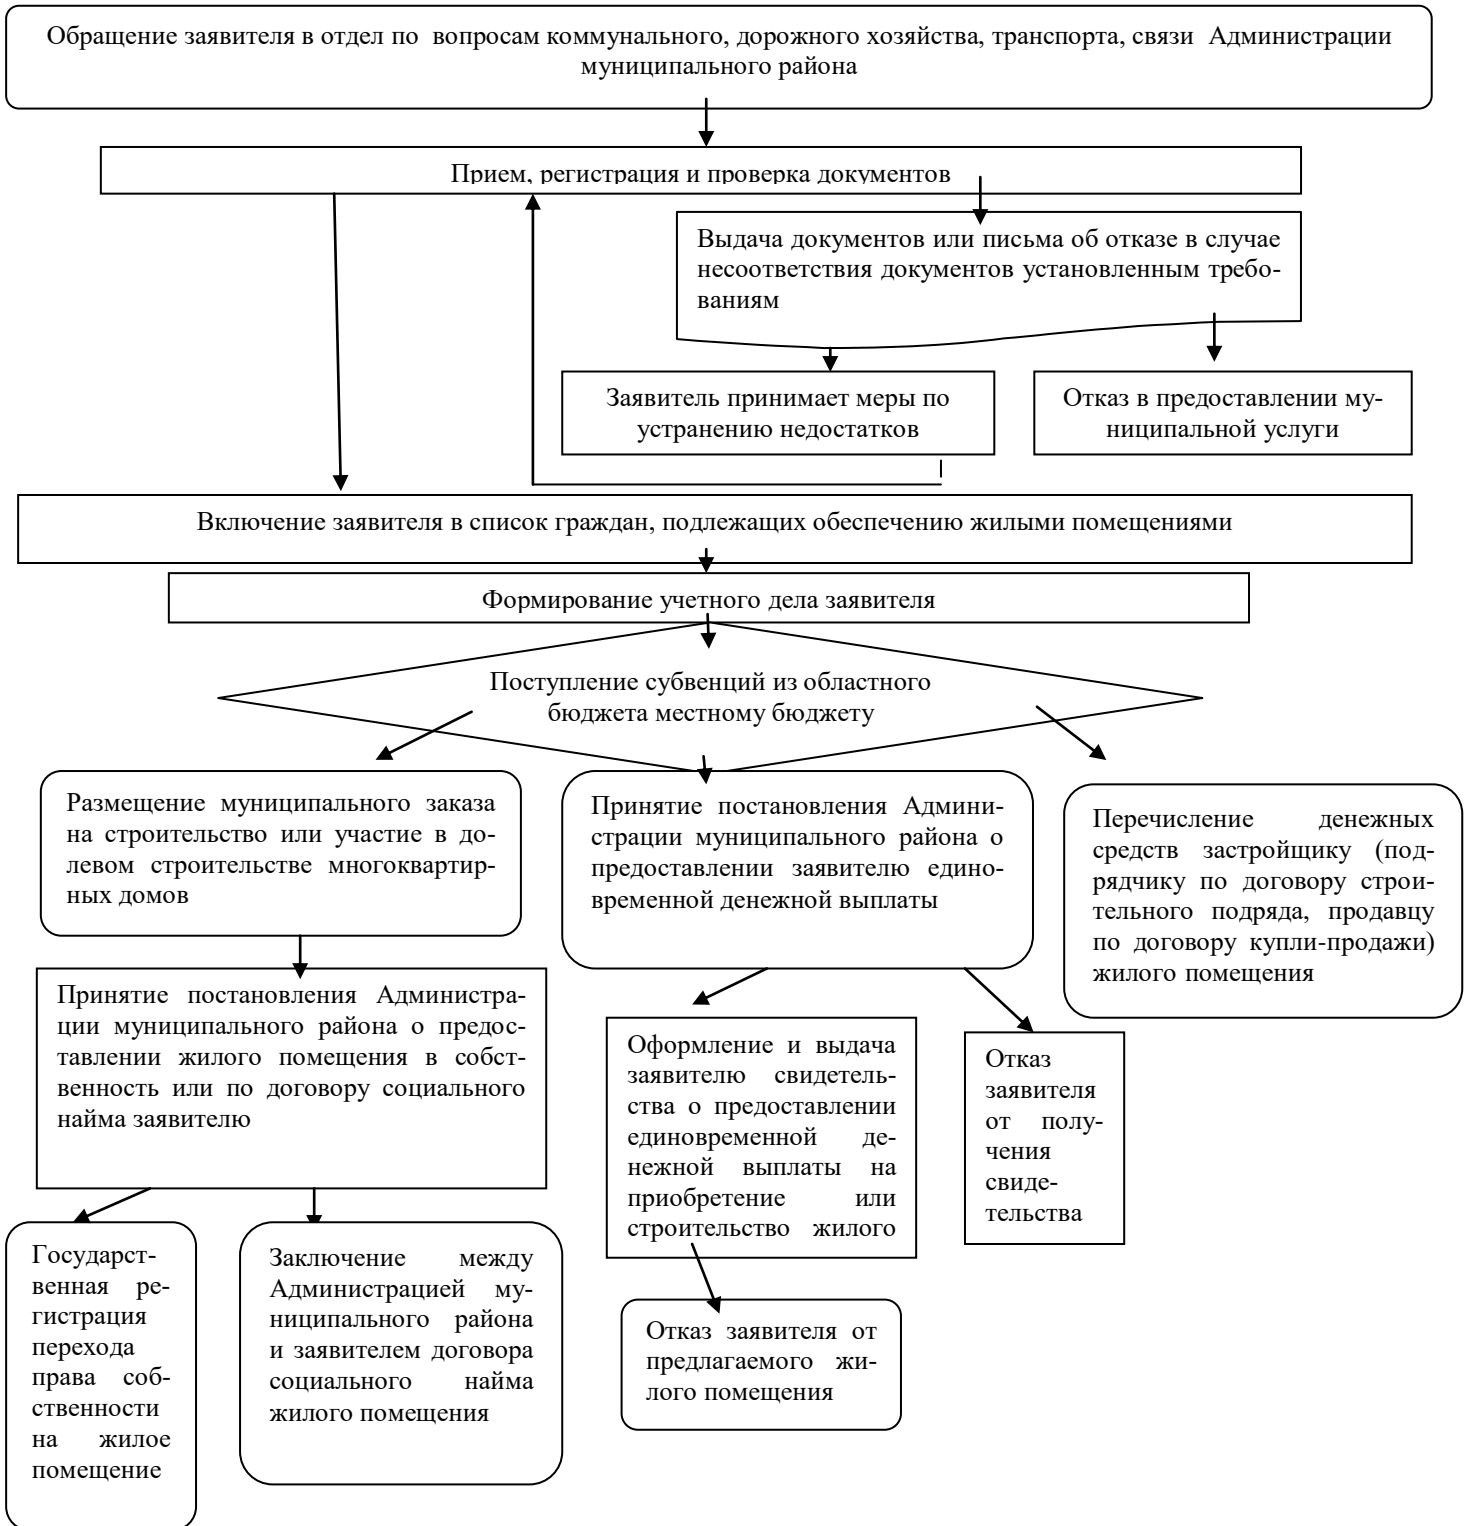 Обращение заявителя в отдел по вопросам коммунального, дорожного хозяйства, транспорта, связи Администрации
муниципального района
Прием, регистрация и проверка документов
Выдача документов или письма об отказе в случае
несоответствия документов установленным требо-
ваниям
Заявитель принимает меры по
устранению недостатков
Отказ в предоставлении му-
ниципальной услуги
Включение заявителя в список граждан, подлежащих обеспечению жилыми помещениями
Формирование учетного дела заявителя
Поступление субвенций из областного
бюджета местному бюджету
Размещение муниципального заказа
на строительство или участие в до-
левом строительстве многоквартир-
ных домов
Принятие постановления Админи-
страции муниципального района о
предоставлении заявителю едино-
временной денежной выплаты
Перечисление денежных
средств застройщику (под-
рядчику по договору строи-
тельного подряда, продавцу
по договору купли-продажи)
жилого помещения
Принятие постановления Администра-
ции муниципального района о предос-
тавлении жилого помещения в собст-
венность или по договору социального
найма заявителю
Оформление и выдача
заявителю свидетель-
ства о предоставлении
единовременной де-
нежной выплаты на
приобретение или
строительство жилого
Отказ
заявителя
от полу-
чения
свиде-
тельства
Государст-
венная ре-
гистрация
перехода
права соб-
ственности
на жилое
помещение
Заключение между
Администрацией му-
ниципального района
и заявителем договора
социального найма
жилого помещения
Отказ заявителя от
предлагаемого жи-
лого помещения